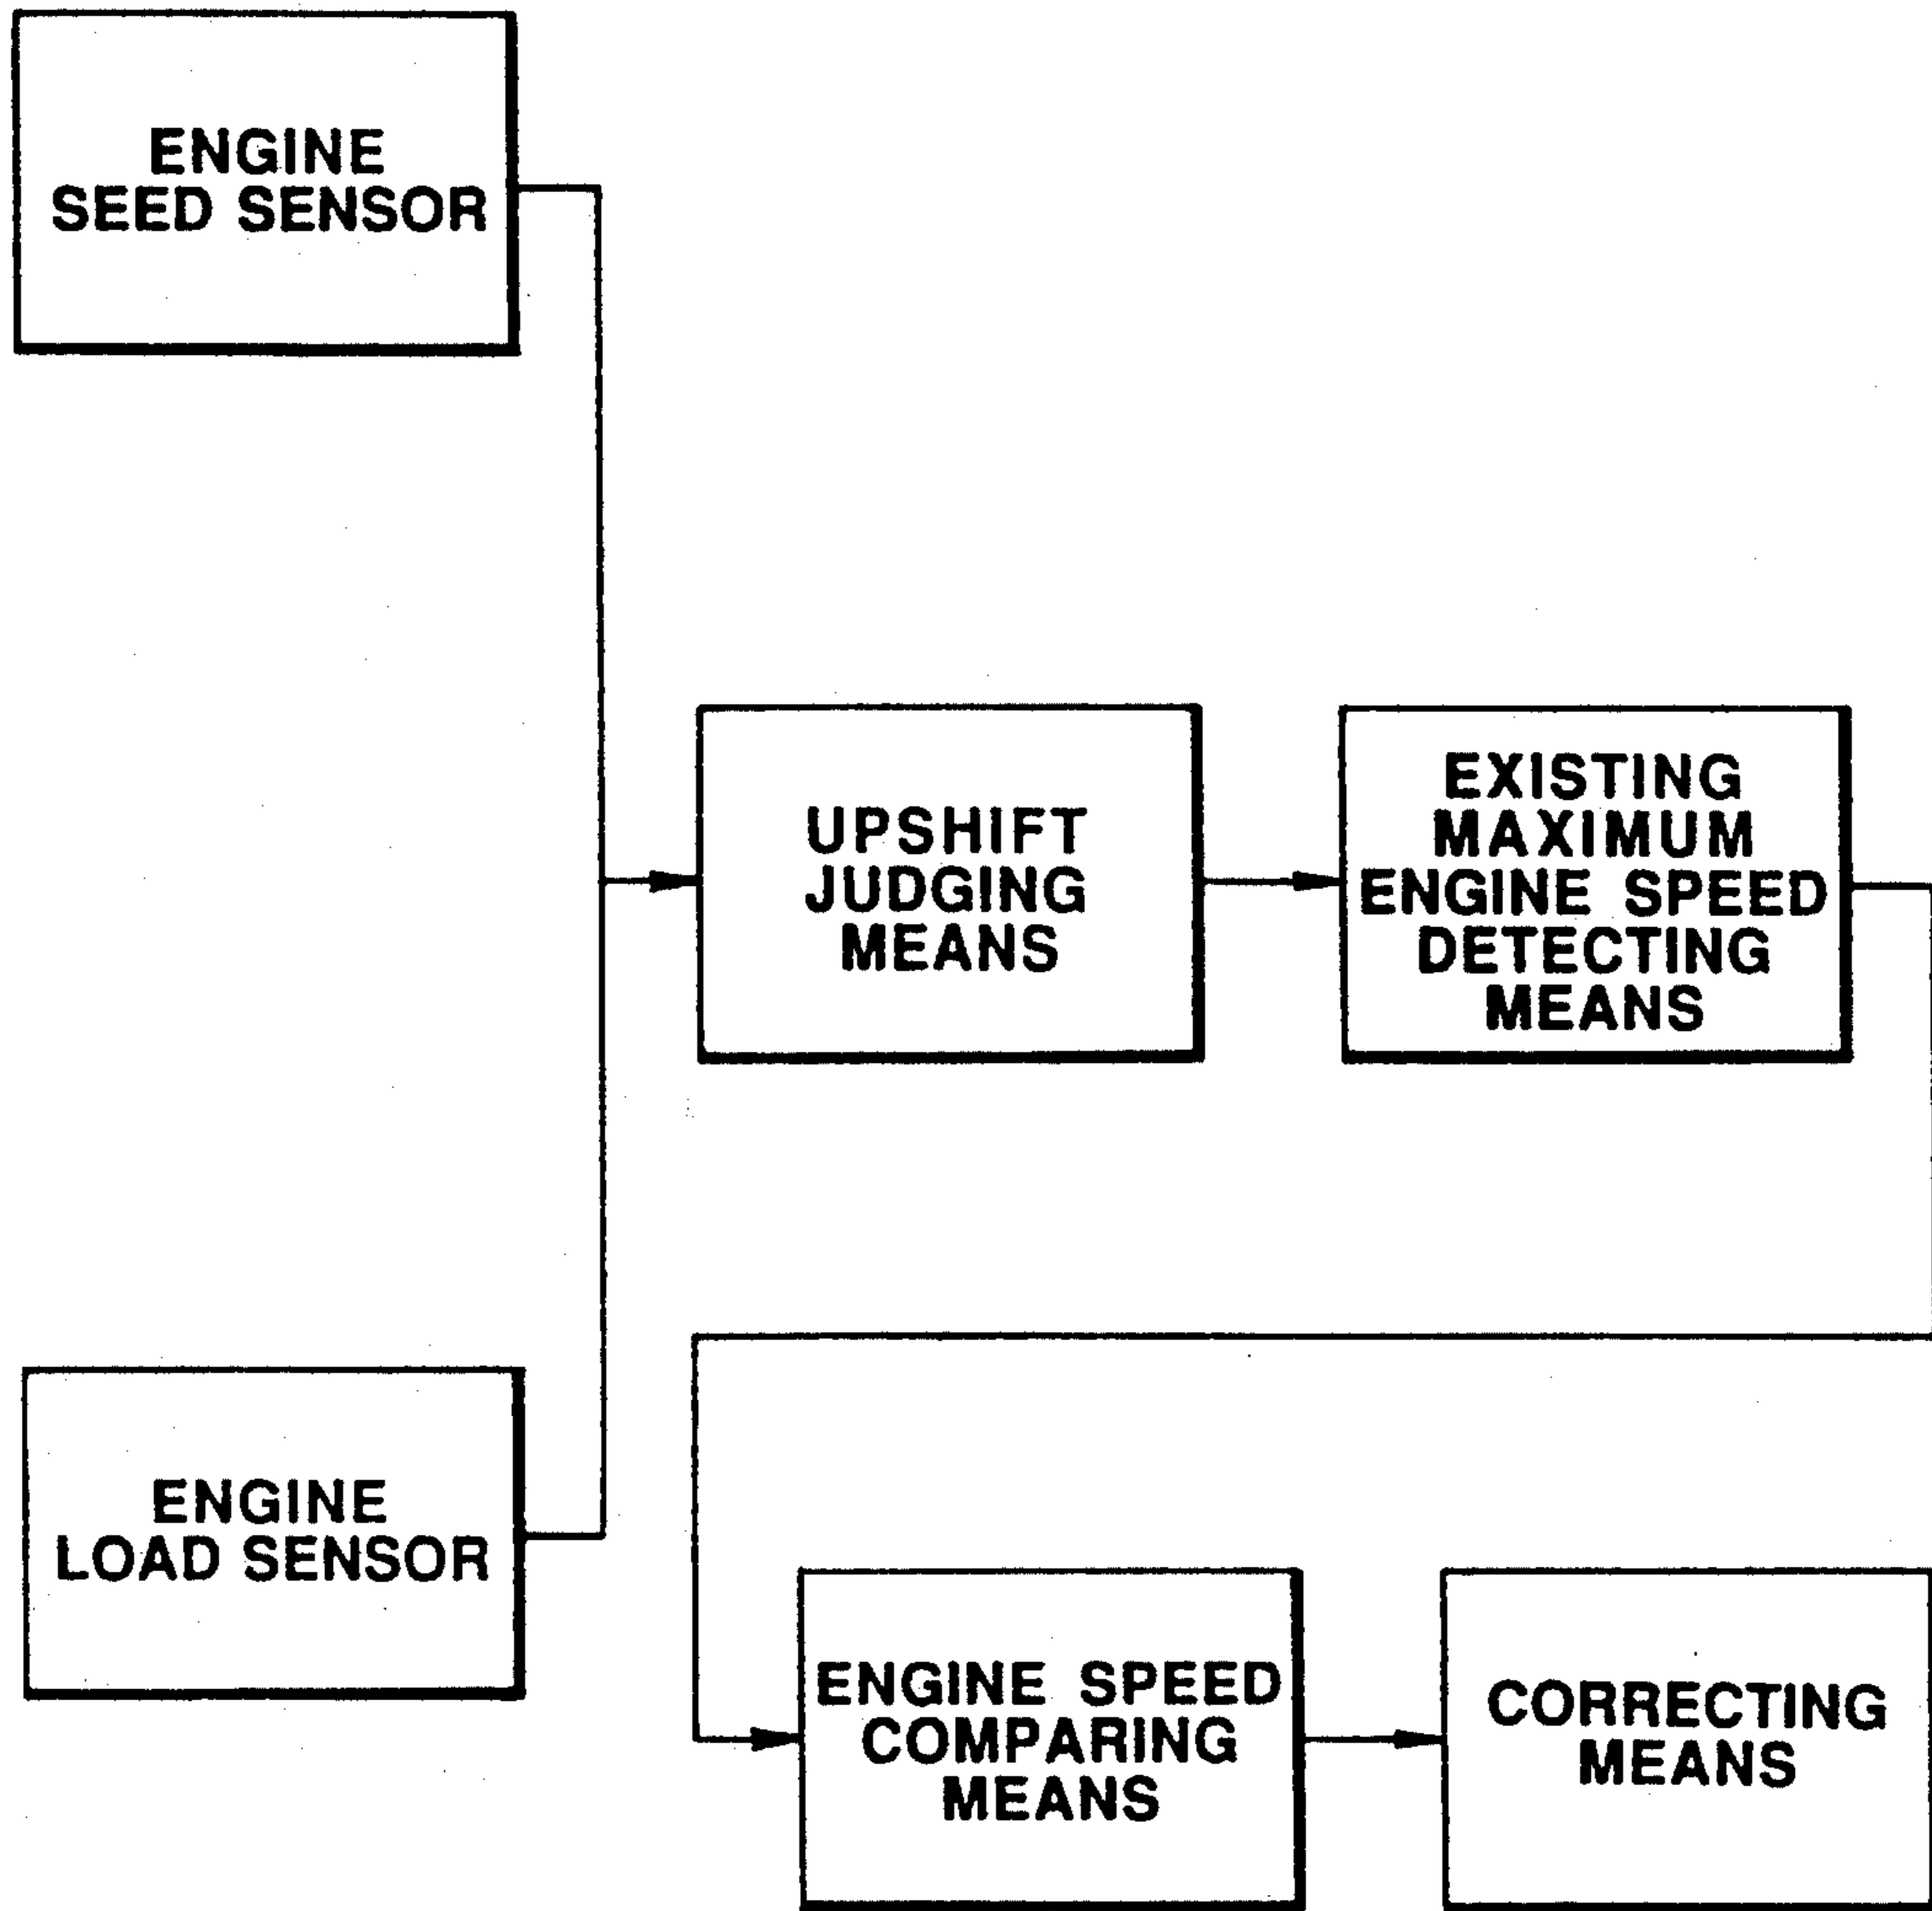 ENGINE
SEED SENSOR
UPSHIFT
JUDGING
MEANS
EXISTING
MAXIMUM
ENGINE SPEED
DETECTING
MEANS
ENGINE
LOAD SENSOR
ENGINE SPEED
COMPARING
MEANS
CORRECTING
MEANS